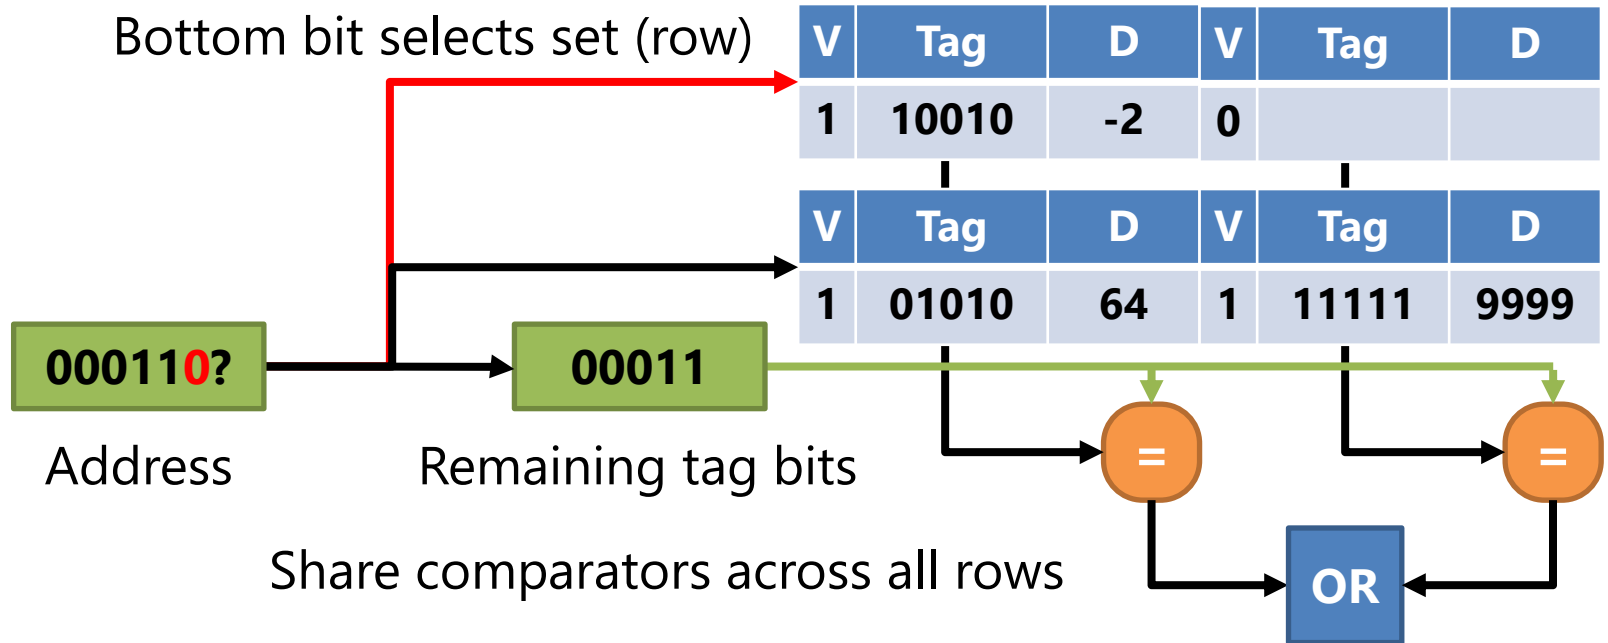 Bottom bit selects set (row)
V Tag D V Tag D
1 10010 -2 0
V Tag D V Tag D
1 01010 64 1 11111 9999
000110?
00011
Address
Remaining tag bits
= =
Share comparators across all rows
OR